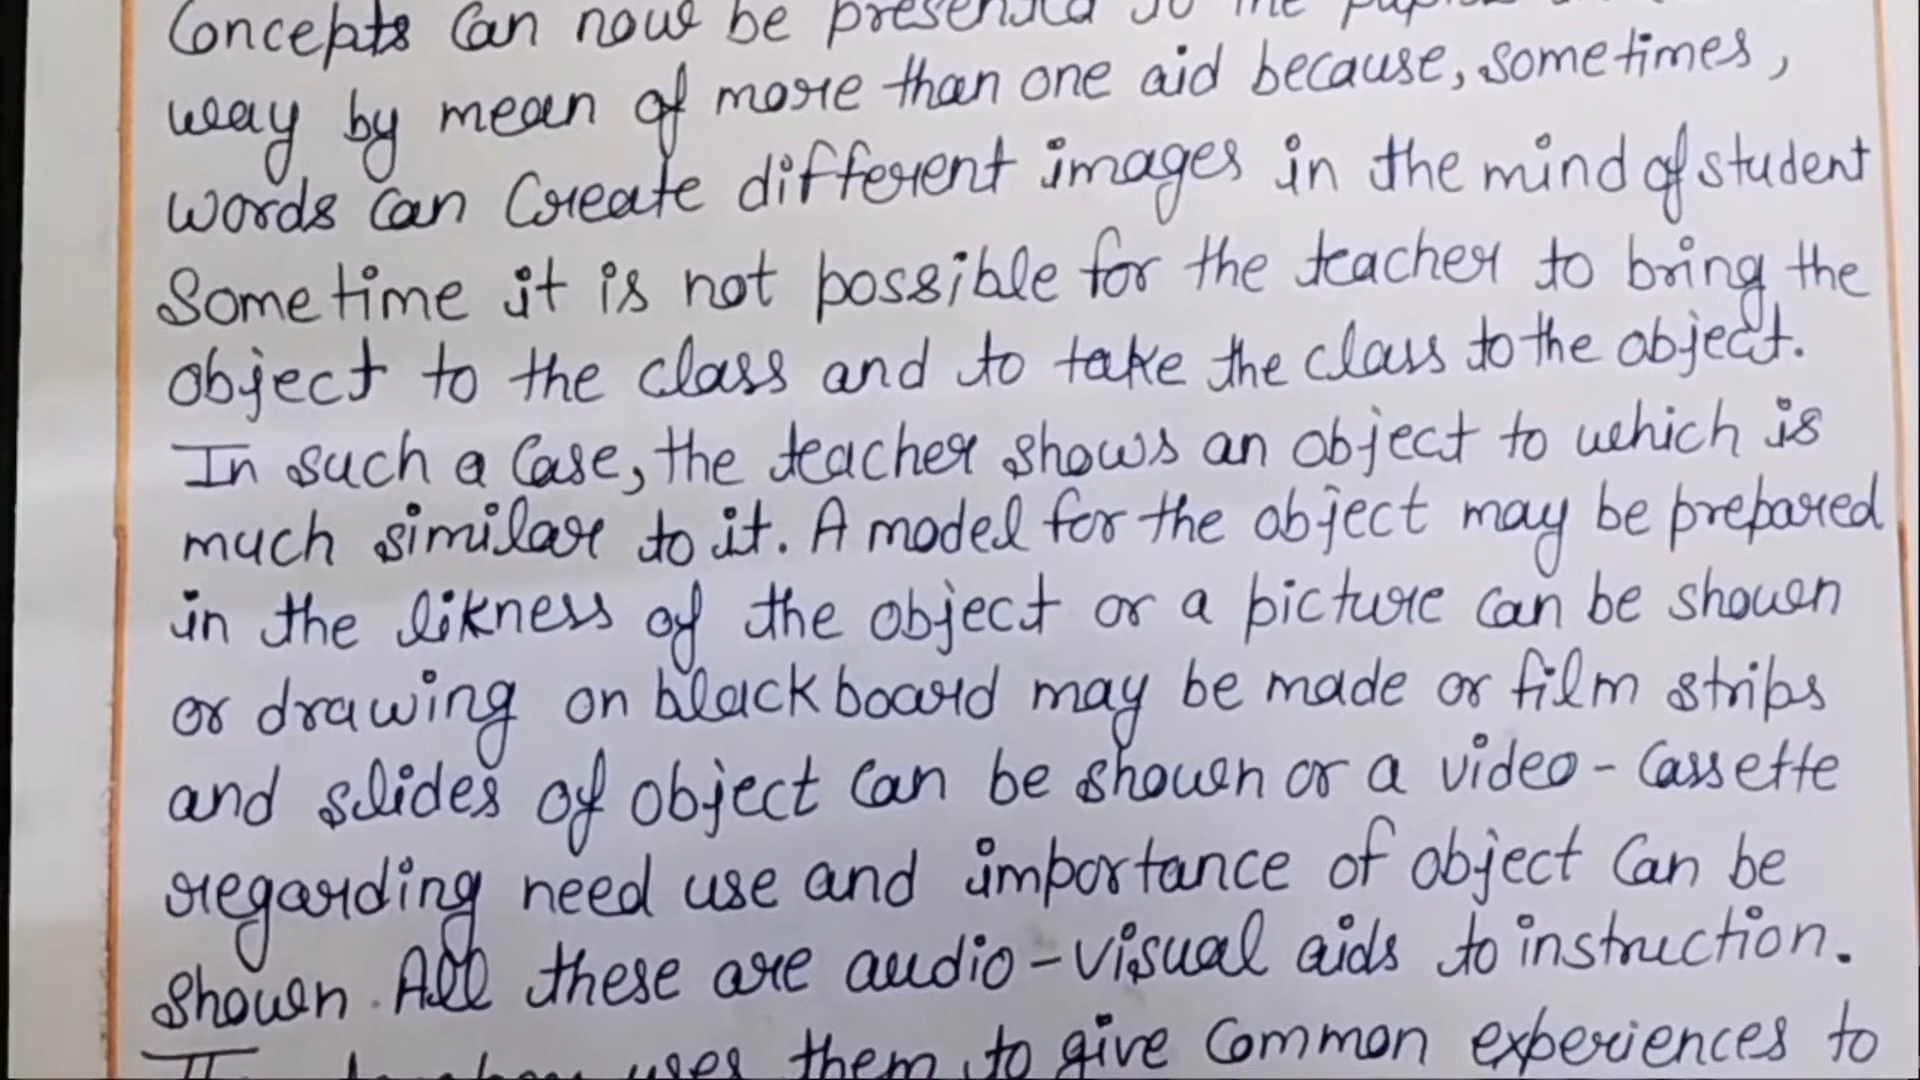 Concepts can now be presented to the
way by mean of more than one aid because, sometimes,
words can create different images in the mind of student
Sometime it is not possible for the teacher to bring the
object to the class and to take the class to the object.
In such a case, the teacher shows an object to which is
much similar to it. A model for the object may be prepared
in the likness of the object or a picture can be shown
or drawing on blackboard may be made or film strips
and slides of object can be shown or a video-cassette
regarding need use and importance of object can be
shown. All these are audio-visual aids to instruction.
uses them to give common experiences to